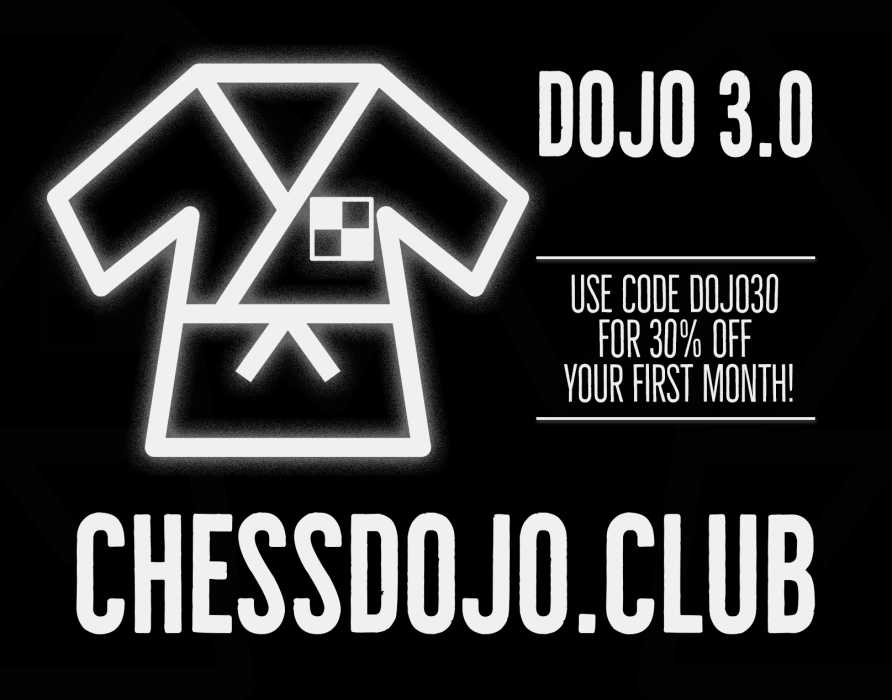 DOJO 3.0
USE CODE DOJO30
FOR 30% OFF
YOUR FIRST MONTH!
CHESSDOJO.CLUB